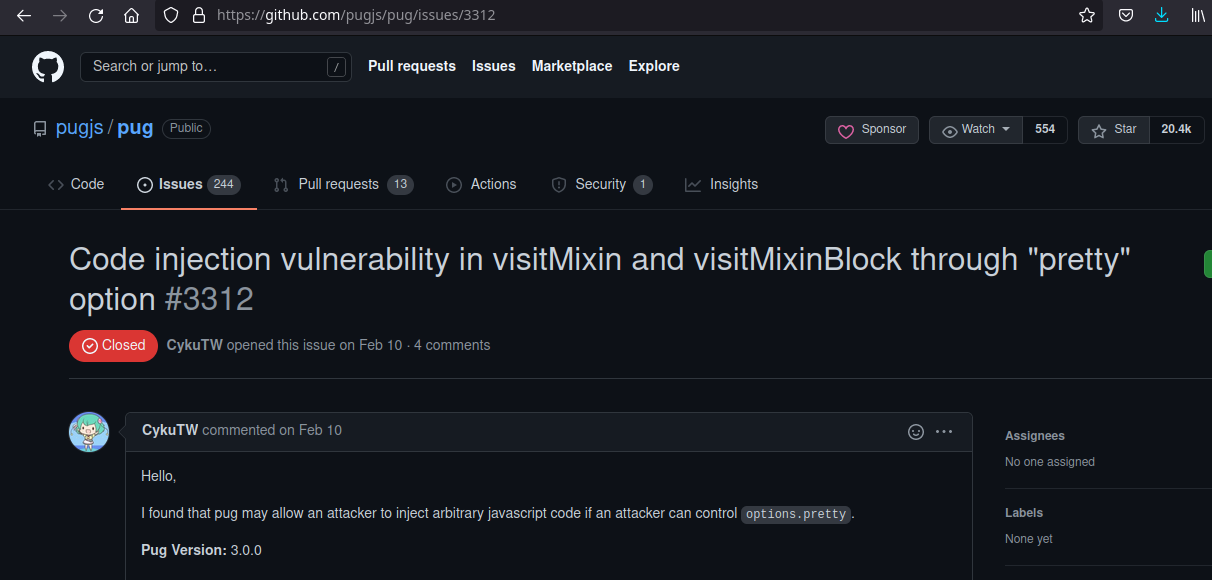 https://github.com/pugjs/pug/issues/3312
Search or jump to… / Pull requests Issues Marketplace Explore
pugjs / pug Public Sponsor Watch 554 Star 20.4k
Code Issues 244 Pull requests 13 Actions Security 1 Insights
Code injection vulnerability in visitMixin and visitMixinBlock through "pretty"
option #3312
Closed CykuTW opened this issue on Feb 10 · 4 comments
CykuTW commented on Feb 10
Hello,
I found that pug may allow an attacker to inject arbitrary javascript code if an attacker can control options.pretty.
Pug Version: 3.0.0
Assignees
No one assigned
Labels
None yet